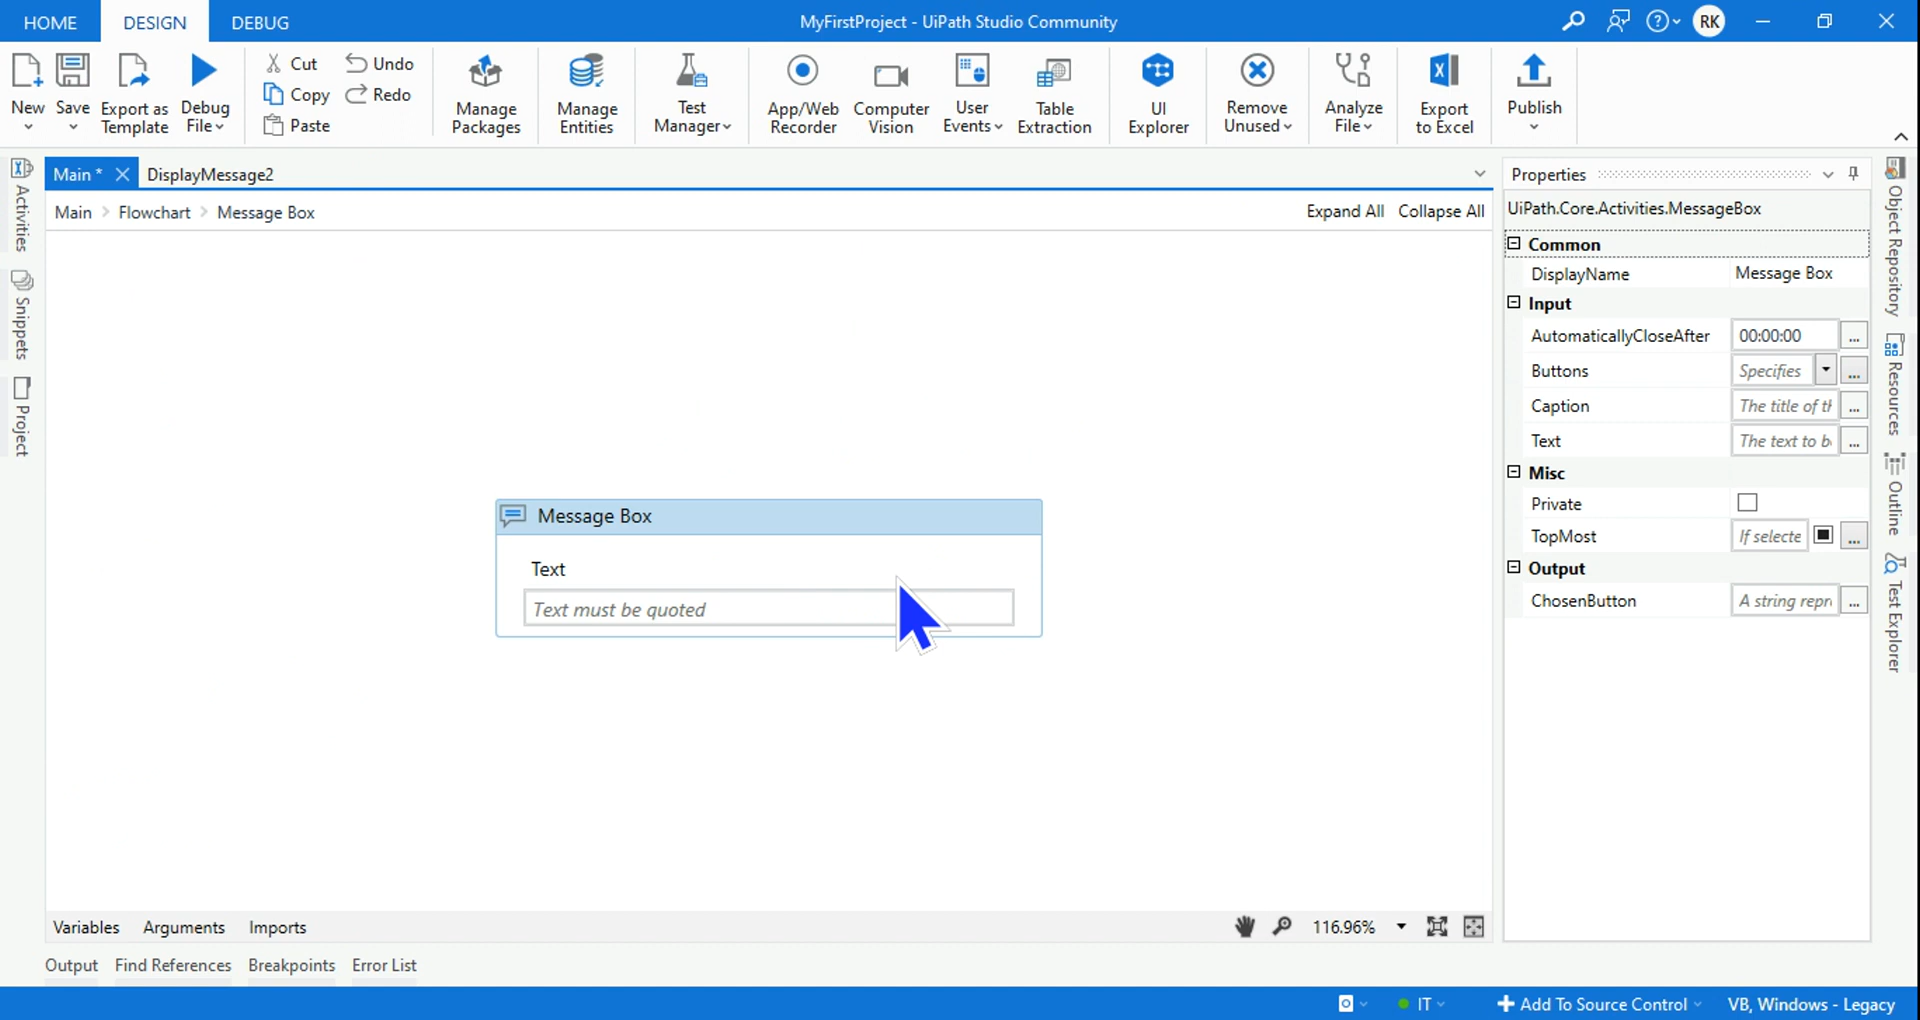 HOME DESIGN DEBUG MyFirstProject - UiPath Studio Community RK
New Save Export as Template Debug File
Cut Undo
Copy Redo
Paste
Manage Packages
Manage Entities
Test Manager
App/Web Recorder
Computer Vision
User Events
Table Extraction
UI Explorer
Remove Unused
Analyze File
Export to Excel
Publish
Activities
Snippets
Project
Main * DisplayMessage2
Main Flowchart Message Box Expand All Collapse All
Message Box
Text
Text must be quoted
Properties
UiPath.Core.Activities.MessageBox
Common
DisplayName Message Box
Input
AutomaticallyCloseAfter 00:00:00 ...
Buttons Specifies ...
Caption The title of th ...
Text The text to b ...
Misc
Private
TopMost If selecte ...
Output
ChosenButton A string repr ...
Object Repository
Resources
Outline
Test Explorer
Variables Arguments Imports 116.96%
Output Find References Breakpoints Error List
IT Add To Source Control VB, Windows - Legacy